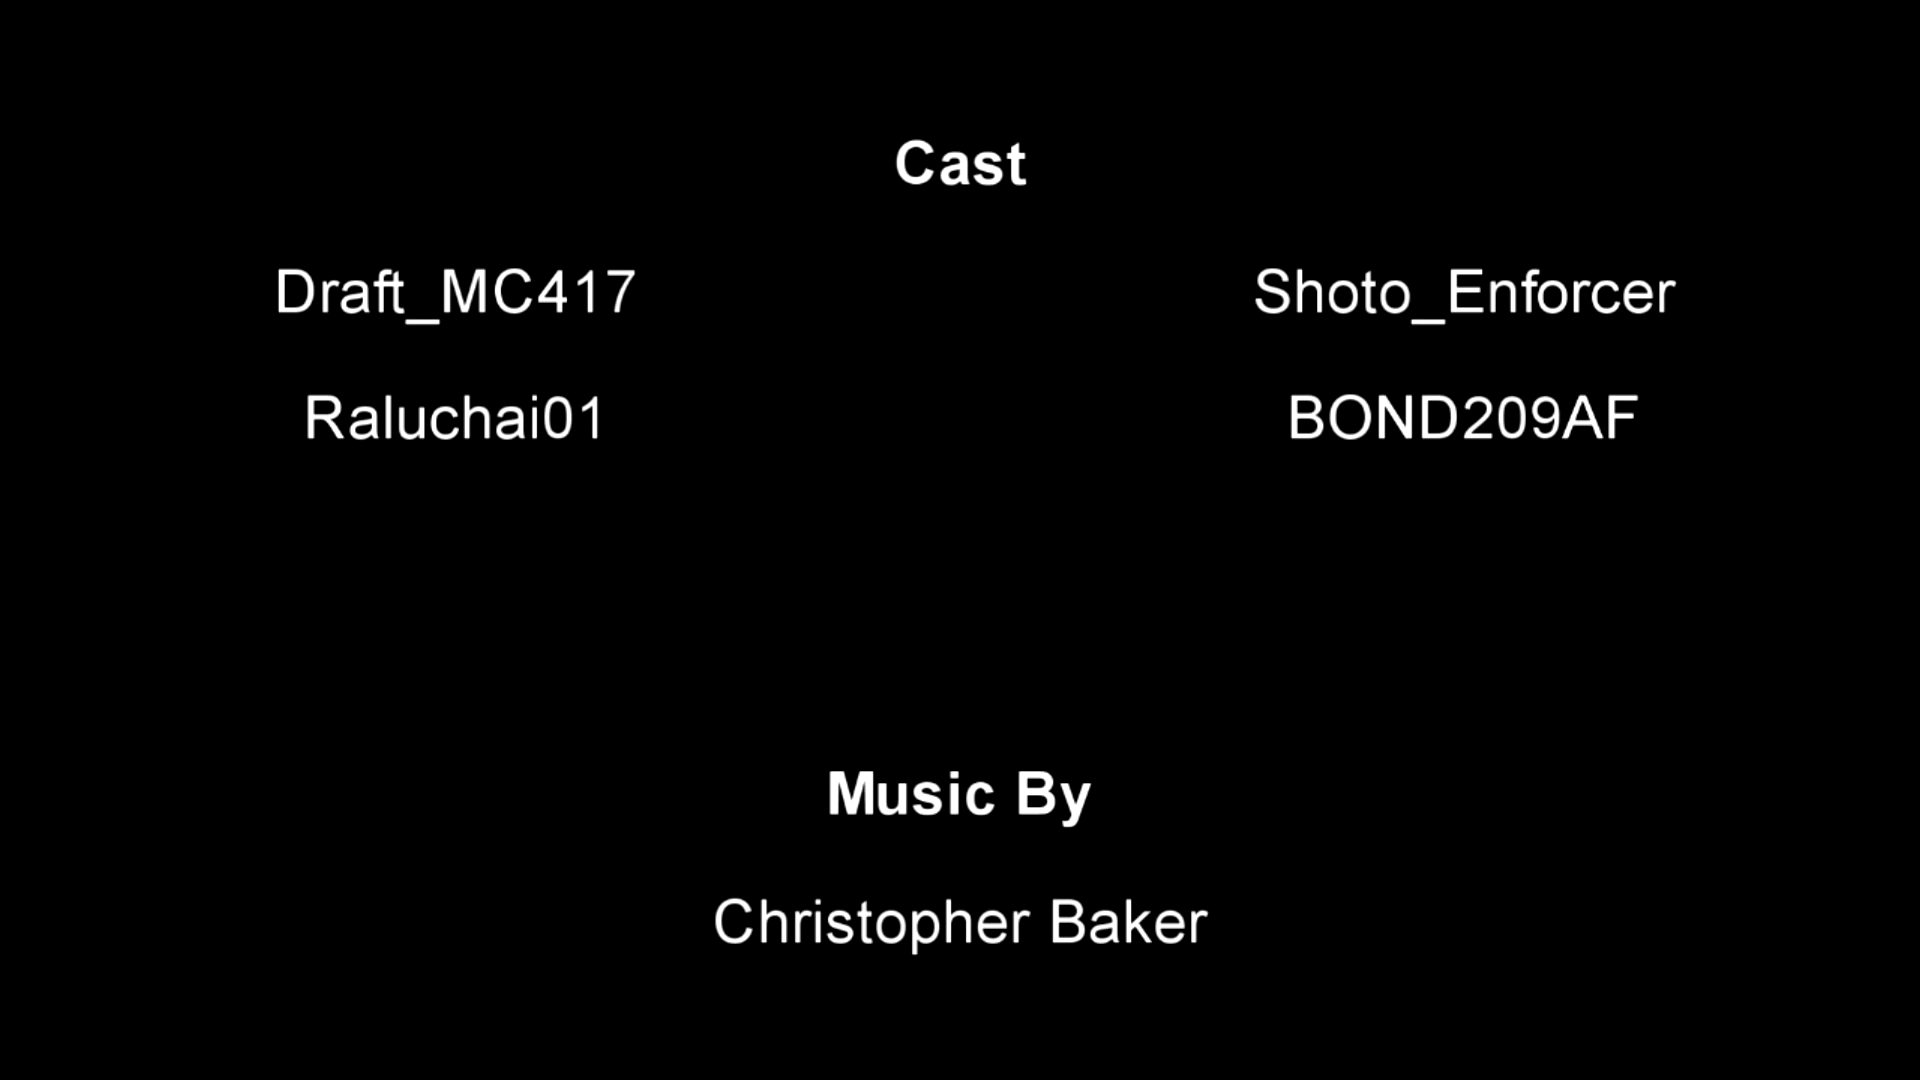 Cast
Draft_MC417
Shoto_Enforcer
Raluchai01
BOND209AF
Music By
Christopher Baker